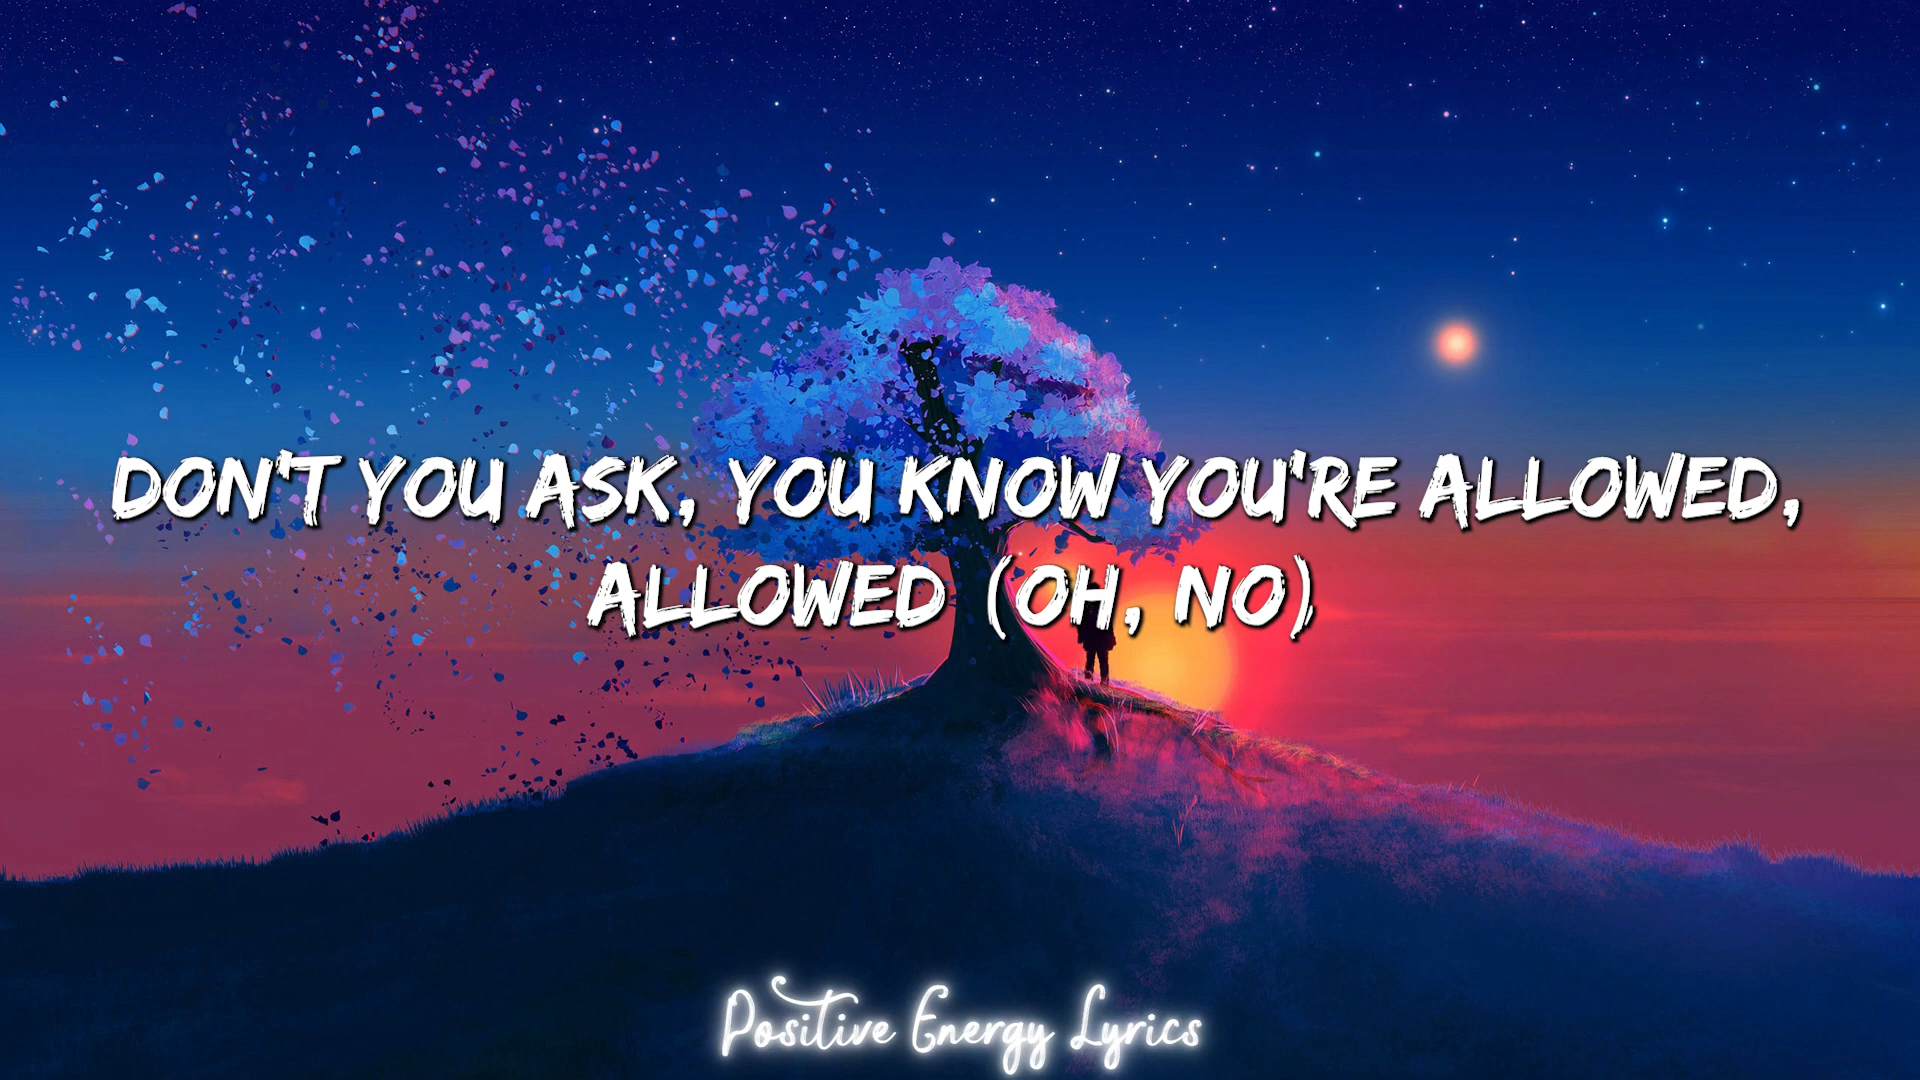 DON'T YOU ASK, YOU KNOW YOU'RE ALLOWED,
ALLOWED (OH, NO)
Positive Energy Lyrics